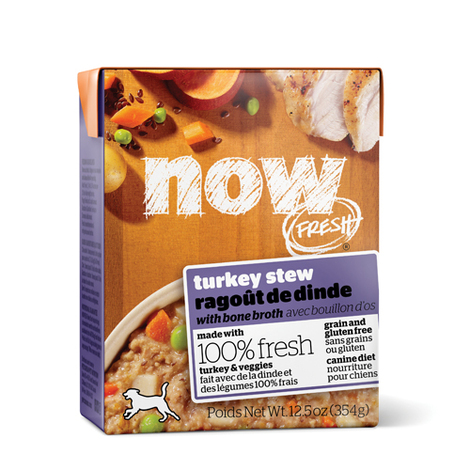 now
FRESH
®
turkey stew
ragoût de dinde
with bone broth avec bouillon d'os
made with
100% fresh
turkey & veggies
fait avec de la dinde et
des légumes 100% frais
grain and
gluten free
sans grains
ou gluten
canine diet
nourriture
pour chiens
Poids Net Wt. 12.5oz (354g)